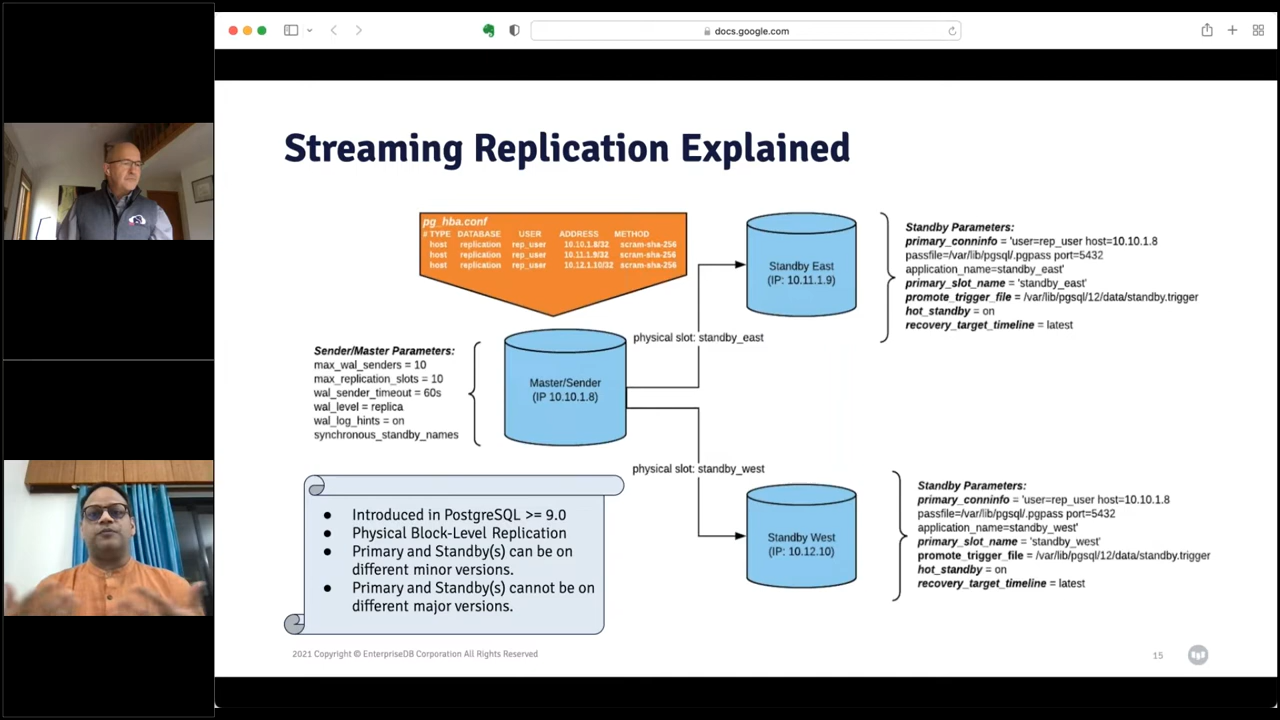 docs.google.com
Streaming Replication Explained
pg_hba.conf
# TYPE DATABASE USER ADDRESS METHOD
host replication rep_user 10.10.1.8/32 scram-sha-256
host replication rep_user 10.11.1.9/32 scram-sha-256
host replication rep_user 10.12.1.10/32 scram-sha-256
Standby East
(IP: 10.11.1.9)
Standby Parameters:
primary_conninfo = 'user=rep_user host=10.10.1.8
passfile=/var/lib/pgsql/.pgpass port=5432
application_name=standby_east'
primary_slot_name = 'standby_east'
promote_trigger_file = /var/lib/pgsql/12/data/standby.trigger
hot_standby = on
recovery_target_timeline = latest
physical slot: standby_east
Sender/Master Parameters:
max_wal_senders = 10
max_replication_slots = 10
wal_sender_timeout = 60s
wal_level = replica
wal_log_hints = on
synchronous_standby_names
Master/Sender
(IP 10.10.1.8)
physical slot: standby_west
Standby West
(IP: 10.12.10)
Standby Parameters:
primary_conninfo = 'user=rep_user host=10.10.1.8
passfile=/var/lib/pgsql/.pgpass port=5432
application_name=standby_west'
primary_slot_name = 'standby_west'
promote_trigger_file = /var/lib/pgsql/12/data/standby.trigger
hot_standby = on
recovery_target_timeline = latest
● Introduced in PostgreSQL >= 9.0
● Physical Block-Level Replication
● Primary and Standby(s) can be on
different minor versions.
● Primary and Standby(s) cannot be on
different major versions.
2021 Copyright © EnterpriseDB Corporation All Rights Reserved
15